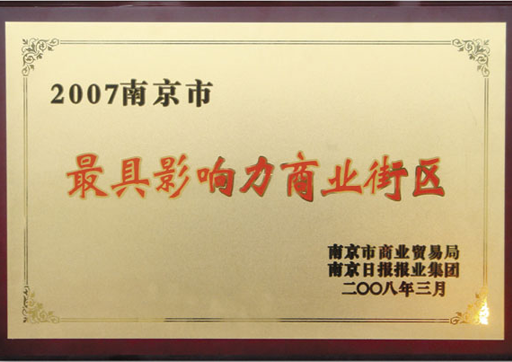 2007南京市
最具影响力商业街区
南京市商业贸易局
南京日报报业集团
二〇〇八年三月